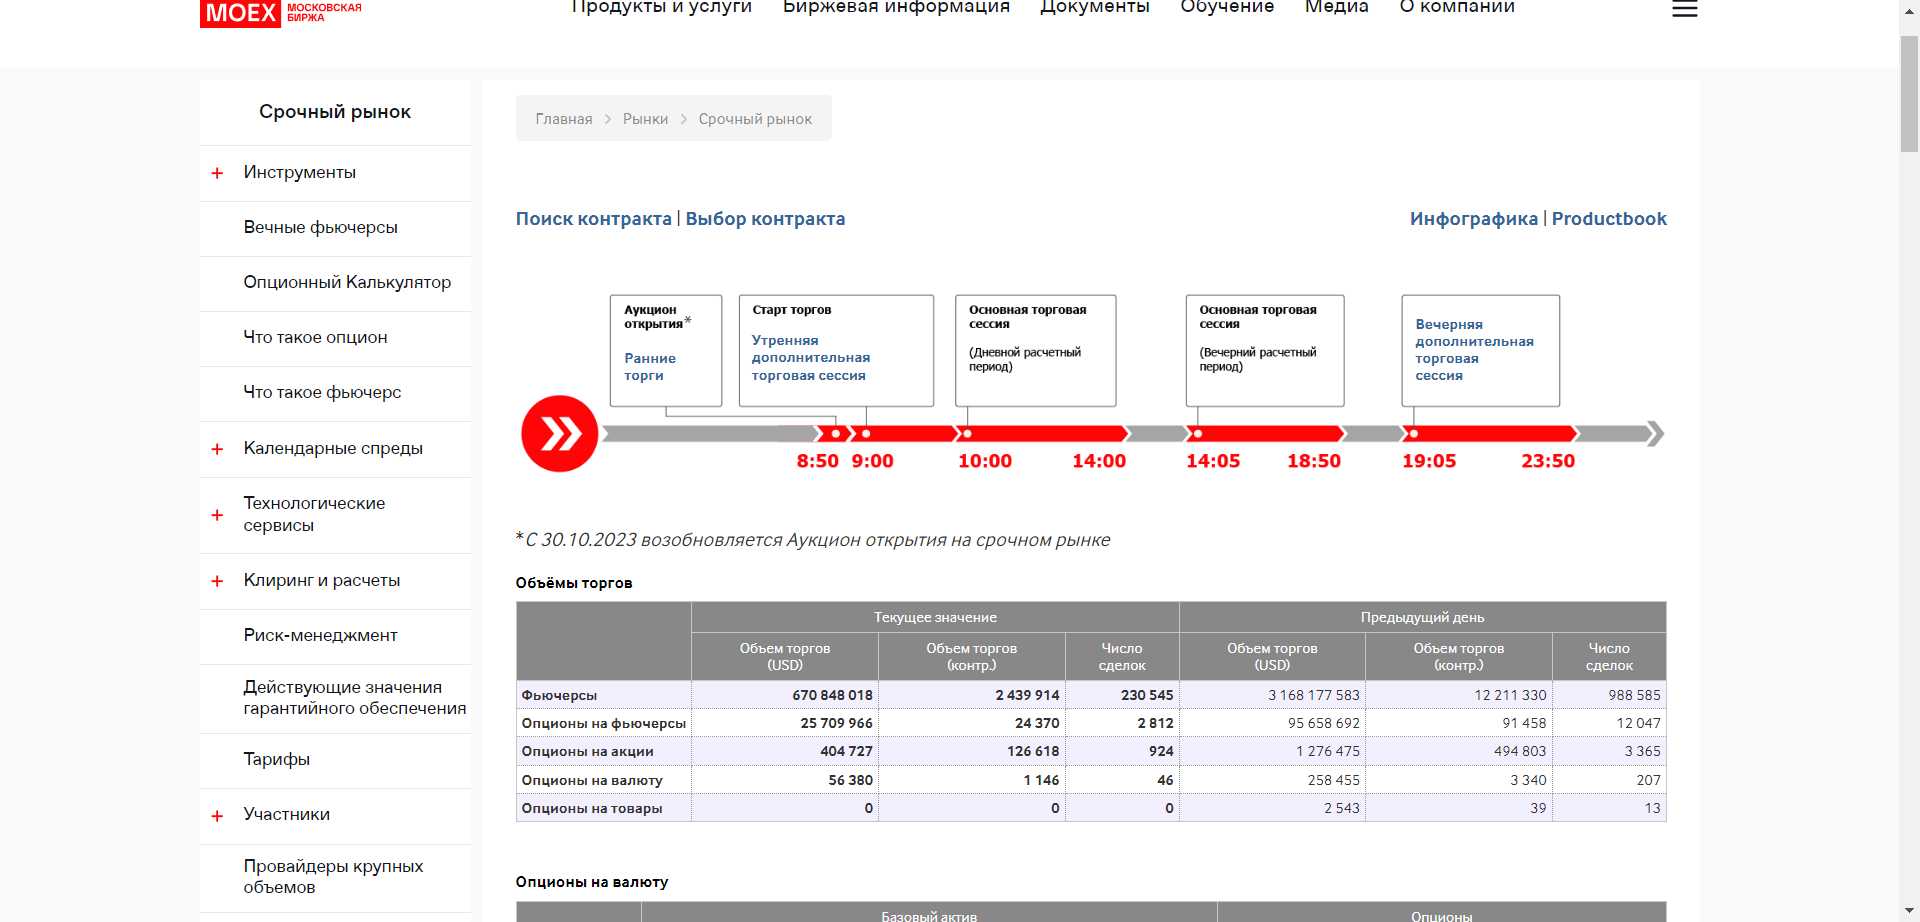 MOEX МОСКОВСКАЯ БИРЖА
Продукты и услуги Биржевая информация Документы Обучение Медиа О компании
Срочный рынок
+ Инструменты
Вечные фьючерсы
Опционный Калькулятор
Что такое опцион
Что такое фьючерс
+ Календарные спреды
+ Технологические
сервисы
+ Клиринг и расчеты
Риск-менеджмент
Действующие значения
гарантийного обеспечения
Тарифы
+ Участники
Провайдеры крупных
объемов
Главная > Рынки > Срочный рынок
Поиск контракта | Выбор контракта
Инфографика | Productbook
Аукцион
открытия*
Ранние
торги
Старт торгов
Утренняя
дополнительная
торговая сессия
Основная торговая
сессия
(Дневной расчетный
период)
Основная торговая
сессия
(Вечерний расчетный
период)
Вечерняя
дополнительная
торговая
сессия
8:50 9:00 10:00 14:00 14:05 18:50 19:05 23:50
*С 30.10.2023 возобновляется Аукцион открытия на срочном рынке
Объёмы торгов
Текущее значение Предыдущий день
Объем торгов (USD) Объем торгов (контр.) Число сделок Объем торгов (USD) Объем торгов (контр.) Число сделок
Фьючерсы 670 848 018 2 439 914 230 545 3 168 177 583 12 211 330 988 585
Опционы на фьючерсы 25 709 966 24 370 2 812 95 658 692 91 458 12 047
Опционы на акции 404 727 126 618 924 1 276 475 494 803 3 365
Опционы на валюту 56 380 1 146 46 258 455 3 340 207
Опционы на товары 0 0 0 2 543 39 13
Опционы на валюту
Базовый актив Опционы